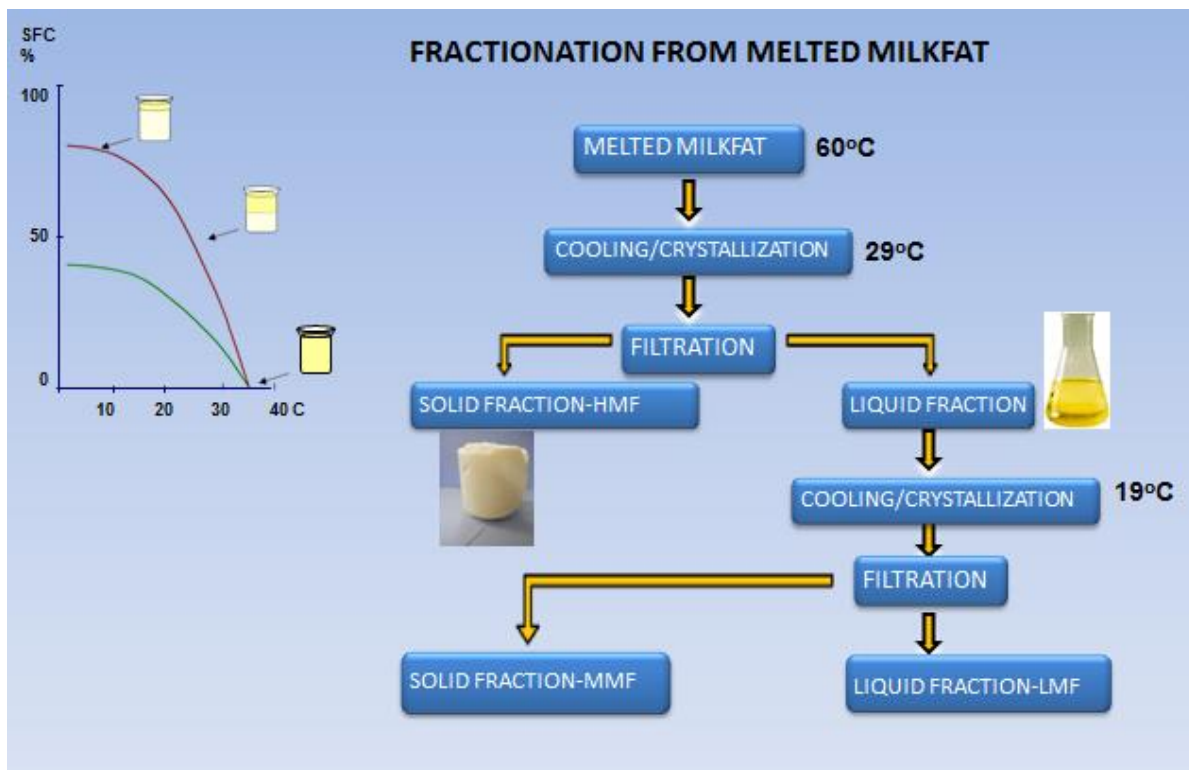 FRACTIONATION FROM MELTED MILKFAT
SFC
%
100
50
0
10 20 30 40 C
MELTED MILKFAT 60°C
COOLING/CRYSTALLIZATION 29°C
FILTRATION
SOLID FRACTION-HMF
LIQUID FRACTION
COOLING/CRYSTALLIZATION 19°C
FILTRATION
SOLID FRACTION-MMF
LIQUID FRACTION-LMF